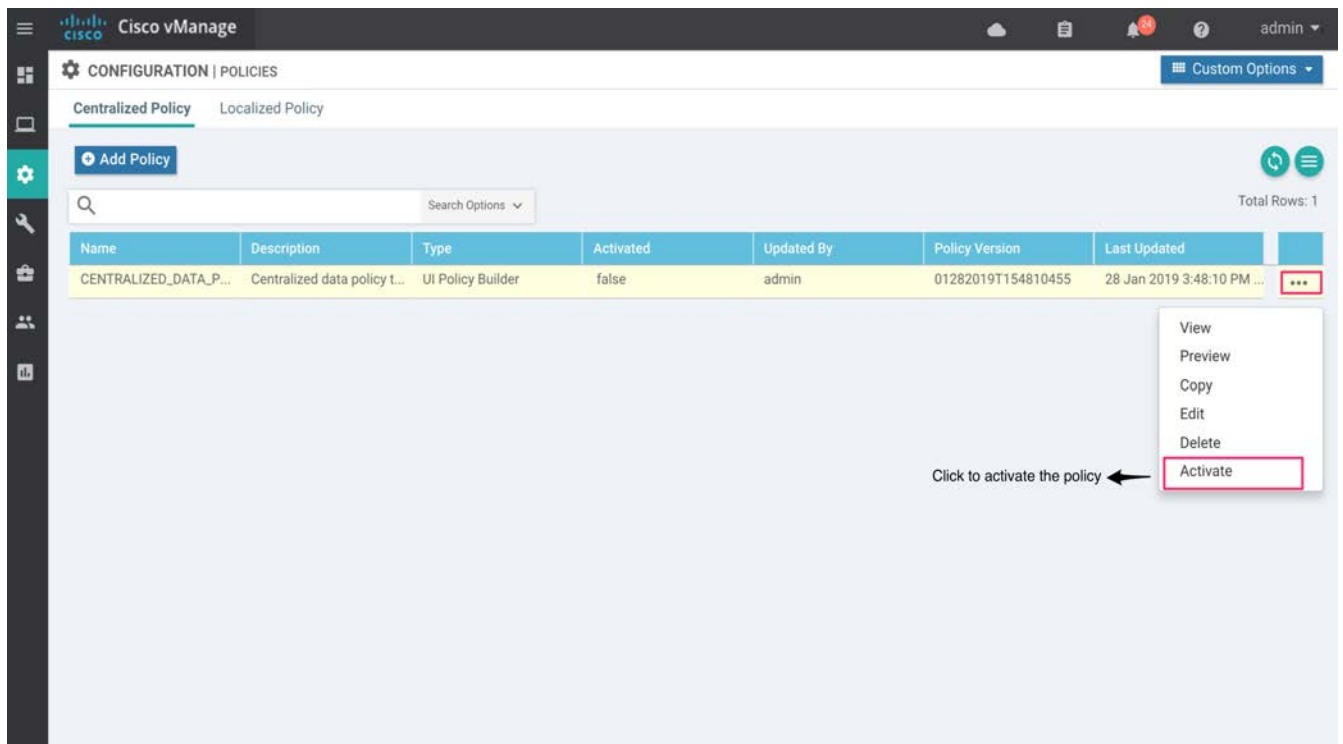 cisco Cisco vManage 24 admin
CONFIGURATION | POLICIES Custom Options
Centralized Policy Localized Policy
Add Policy
Search Options Total Rows: 1
Name Description Type Activated Updated By Policy Version Last Updated
CENTRALIZED_DATA_P... Centralized data policy t... UI Policy Builder false admin 01282019T154810455 28 Jan 2019 3:48:10 PM ...
View
Preview
Copy
Edit
Delete
Click to activate the policy Activate